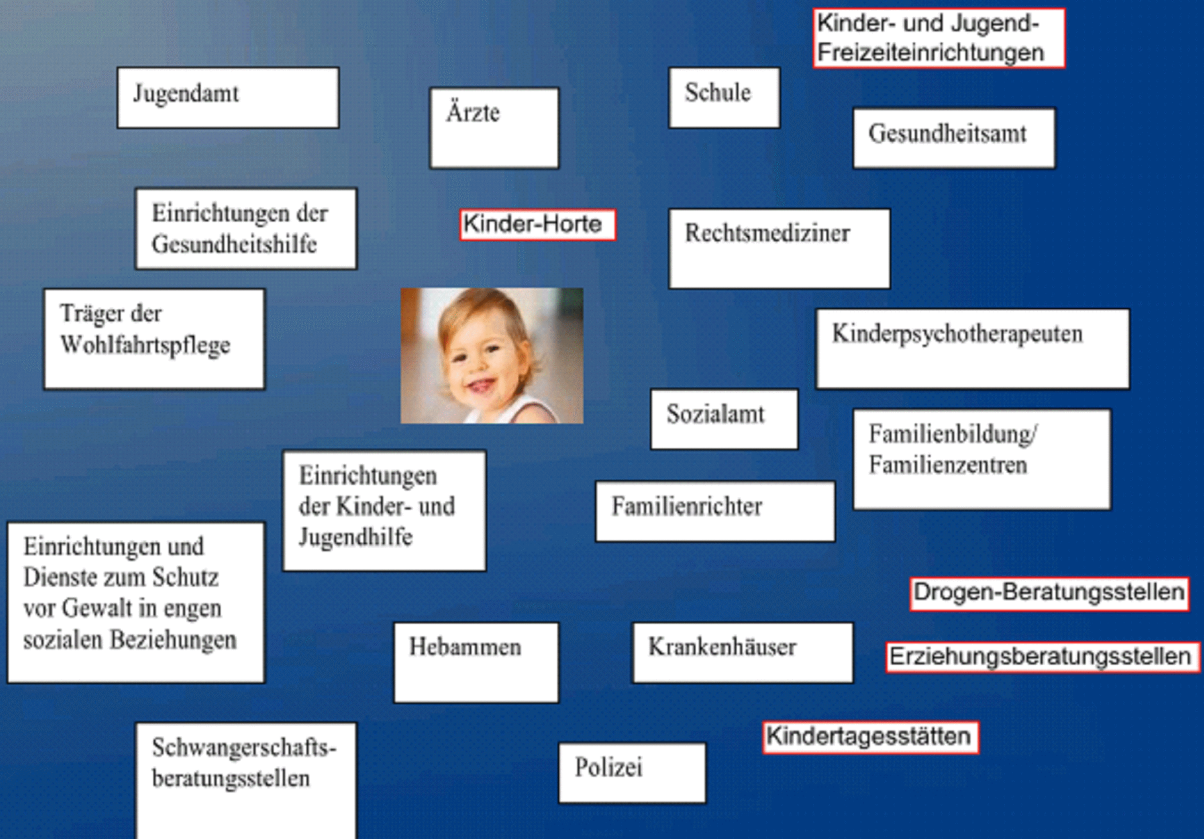 Kinder- und Jugend-
Freizeiteinrichtungen
Jugendamt
Ärzte
Schule
Gesundheitsamt
Einrichtungen der
Gesundheitshilfe
Kinder-Horte
Rechtsmediziner
Träger der
Wohlfahrtspflege
Kinderpsychotherapeuten
Sozialamt
Familienbildung/
Familienzentren
Einrichtungen
der Kinder- und
Jugendhilfe
Familienrichter
Einrichtungen und
Dienste zum Schutz
vor Gewalt in engen
sozialen Beziehungen
Drogen-Beratungsstellen
Hebammen
Krankenhäuser
Erziehungsberatungsstellen
Schwangerschafts-
beratungsstellen
Polizei
Kindertagesstätten